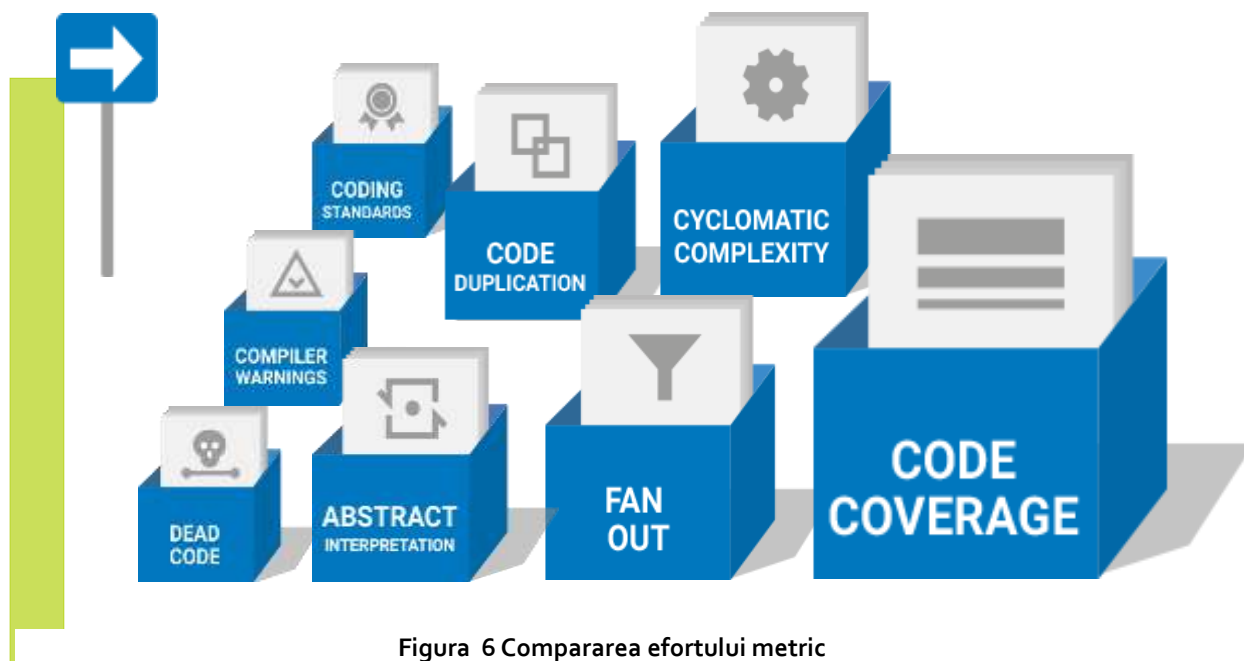 CODING
STANDARDS
CODE
DUPLICATION
CYCLOMATIC
COMPLEXITY
COMPILER
WARNINGS
DEAD
CODE
ABSTRACT
INTERPRETATION
FAN
OUT
CODE
COVERAGE
Figura 6 Compararea efortului metric